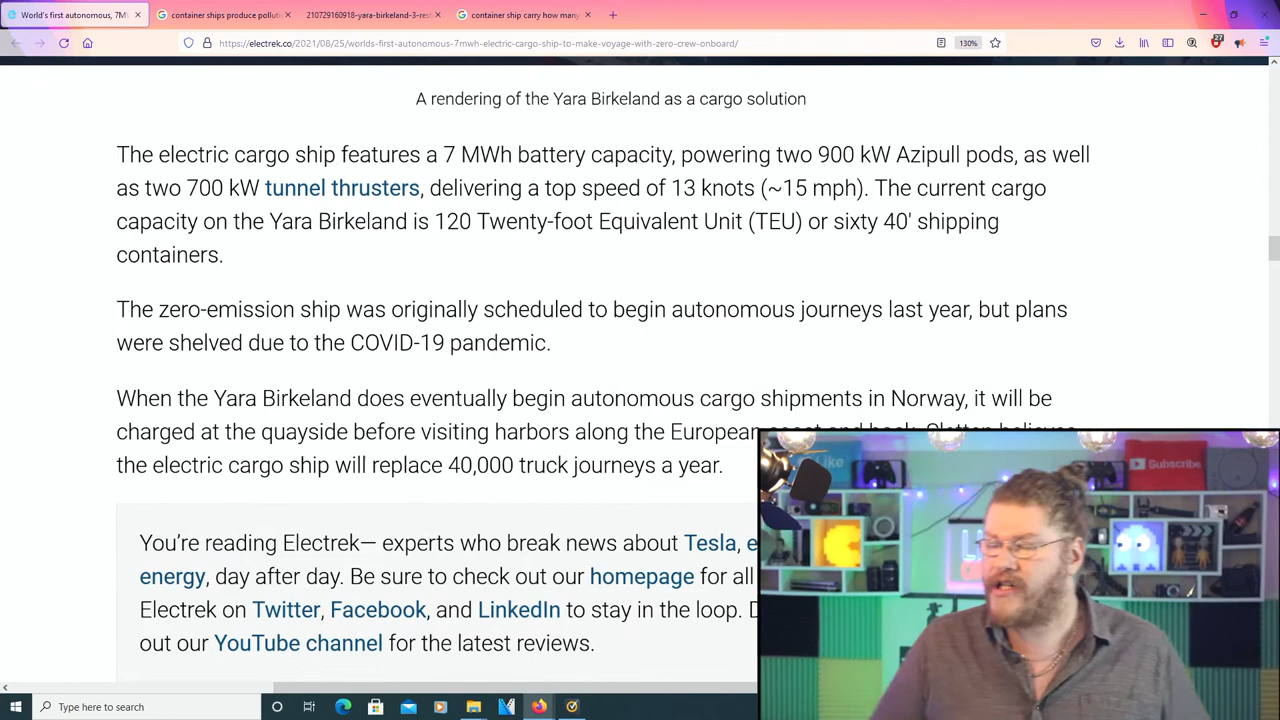 World's first autonomous, 7M
container ships produce polluti
210729160918-yara-birkeland-3-rest
container ship carry how many
https://electrek.co/2021/08/25/worlds-first-autonomous-7mwh-electric-cargo-ship-to-make-voyage-with-zero-crew-onboard/
130%
27
A rendering of the Yara Birkeland as a cargo solution
The electric cargo ship features a 7 MWh battery capacity, powering two 900 kW Azipull pods, as well
as two 700 kW tunnel thrusters, delivering a top speed of 13 knots (~15 mph). The current cargo
capacity on the Yara Birkeland is 120 Twenty-foot Equivalent Unit (TEU) or sixty 40' shipping
containers.
The zero-emission ship was originally scheduled to begin autonomous journeys last year, but plans
were shelved due to the COVID-19 pandemic.
When the Yara Birkeland does eventually begin autonomous cargo shipments in Norway, it will be
charged at the quayside before visiting harbors along the European coast and back. Sletten believes
the electric cargo ship will replace 40,000 truck journeys a year.
You're reading Electrek— experts who break news about Tesla, e
energy, day after day. Be sure to check out our homepage for all
Electrek on Twitter, Facebook, and LinkedIn to stay in the loop. D
out our YouTube channel for the latest reviews.
Like
Subscribe
Type here to search